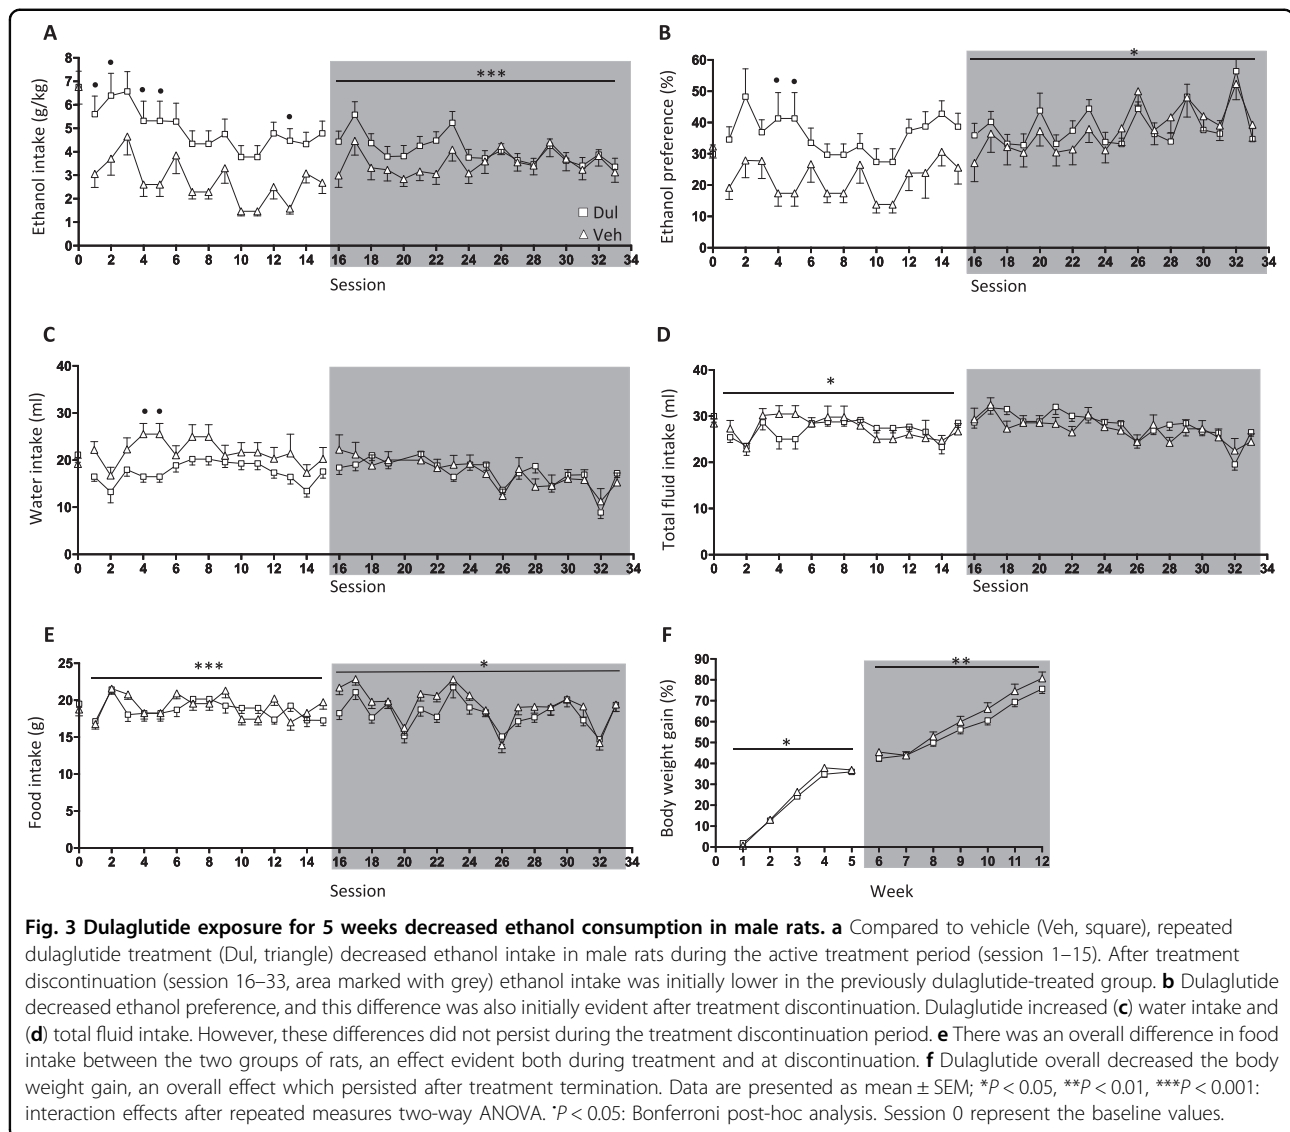 A
8
7
6
5
4
3
2
1
0
Ethanol intake (g/kg)
***
Dul
Veh
0 2 4 6 8 10 12 14 16 18 20 22 24 26 28 30 32 34
Session
B
60
50
40
30
20
10
0
Ethanol preference (%)
*
0 2 4 6 8 10 12 14 16 18 20 22 24 26 28 30 32 34
Session
C
40
30
20
10
0
Water intake (ml)
0 2 4 6 8 10 12 14 16 18 20 22 24 26 28 30 32 34
Session
D
40
30
20
10
0
Total fluid intake (ml)
*
0 2 4 6 8 10 12 14 16 18 20 22 24 26 28 30 32 34
Session
E
25
20
15
10
5
0
Food intake (g)
*** *
0 2 4 6 8 10 12 14 16 18 20 22 24 26 28 30 32 34
Session
F
90
80
70
60
50
40
30
20
10
0
Body weight gain (%)
* **
0 1 2 3 4 5 6 7 8 9 10 11 12
Week
Fig. 3 Dulaglutide exposure for 5 weeks decreased ethanol consumption in male rats. a Compared to vehicle (Veh, square), repeated
dulaglutide treatment (Dul, triangle) decreased ethanol intake in male rats during the active treatment period (session 1–15). After treatment
discontinuation (session 16–33, area marked with grey) ethanol intake was initially lower in the previously dulaglutide-treated group. b Dulaglutide
decreased ethanol preference, and this difference was also initially evident after treatment discontinuation. Dulaglutide increased (c) water intake and
(d) total fluid intake. However, these differences did not persist during the treatment discontinuation period. e There was an overall difference in food
intake between the two groups of rats, an effect evident both during treatment and at discontinuation. f Dulaglutide overall decreased the body
weight gain, an overall effect which persisted after treatment termination. Data are presented as mean ± SEM; *P < 0.05, **P < 0.01, ***P < 0.001:
interaction effects after repeated measures two-way ANOVA. •P < 0.05: Bonferroni post-hoc analysis. Session 0 represent the baseline values.